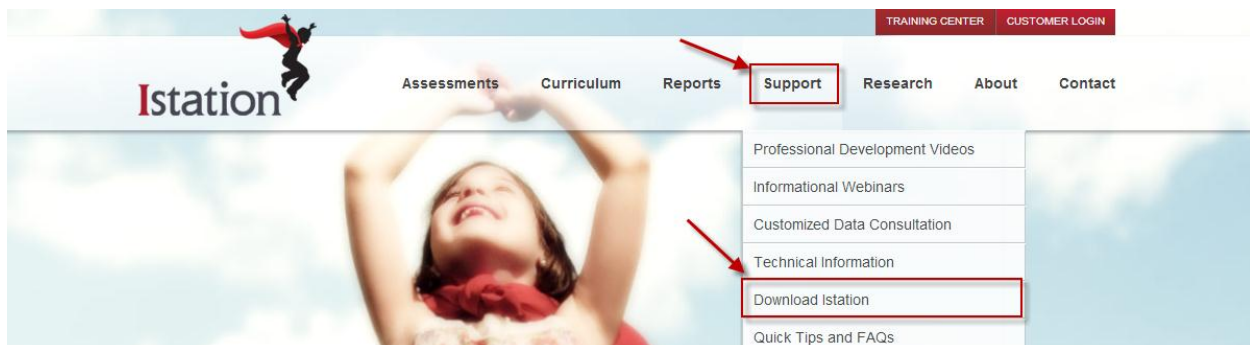 TRAINING CENTER CUSTOMER LOGIN
Istation
Assessments Curriculum Reports Support Research About Contact
Professional Development Videos
Informational Webinars
Customized Data Consultation
Technical Information
Download Istation
Quick Tips and FAQs